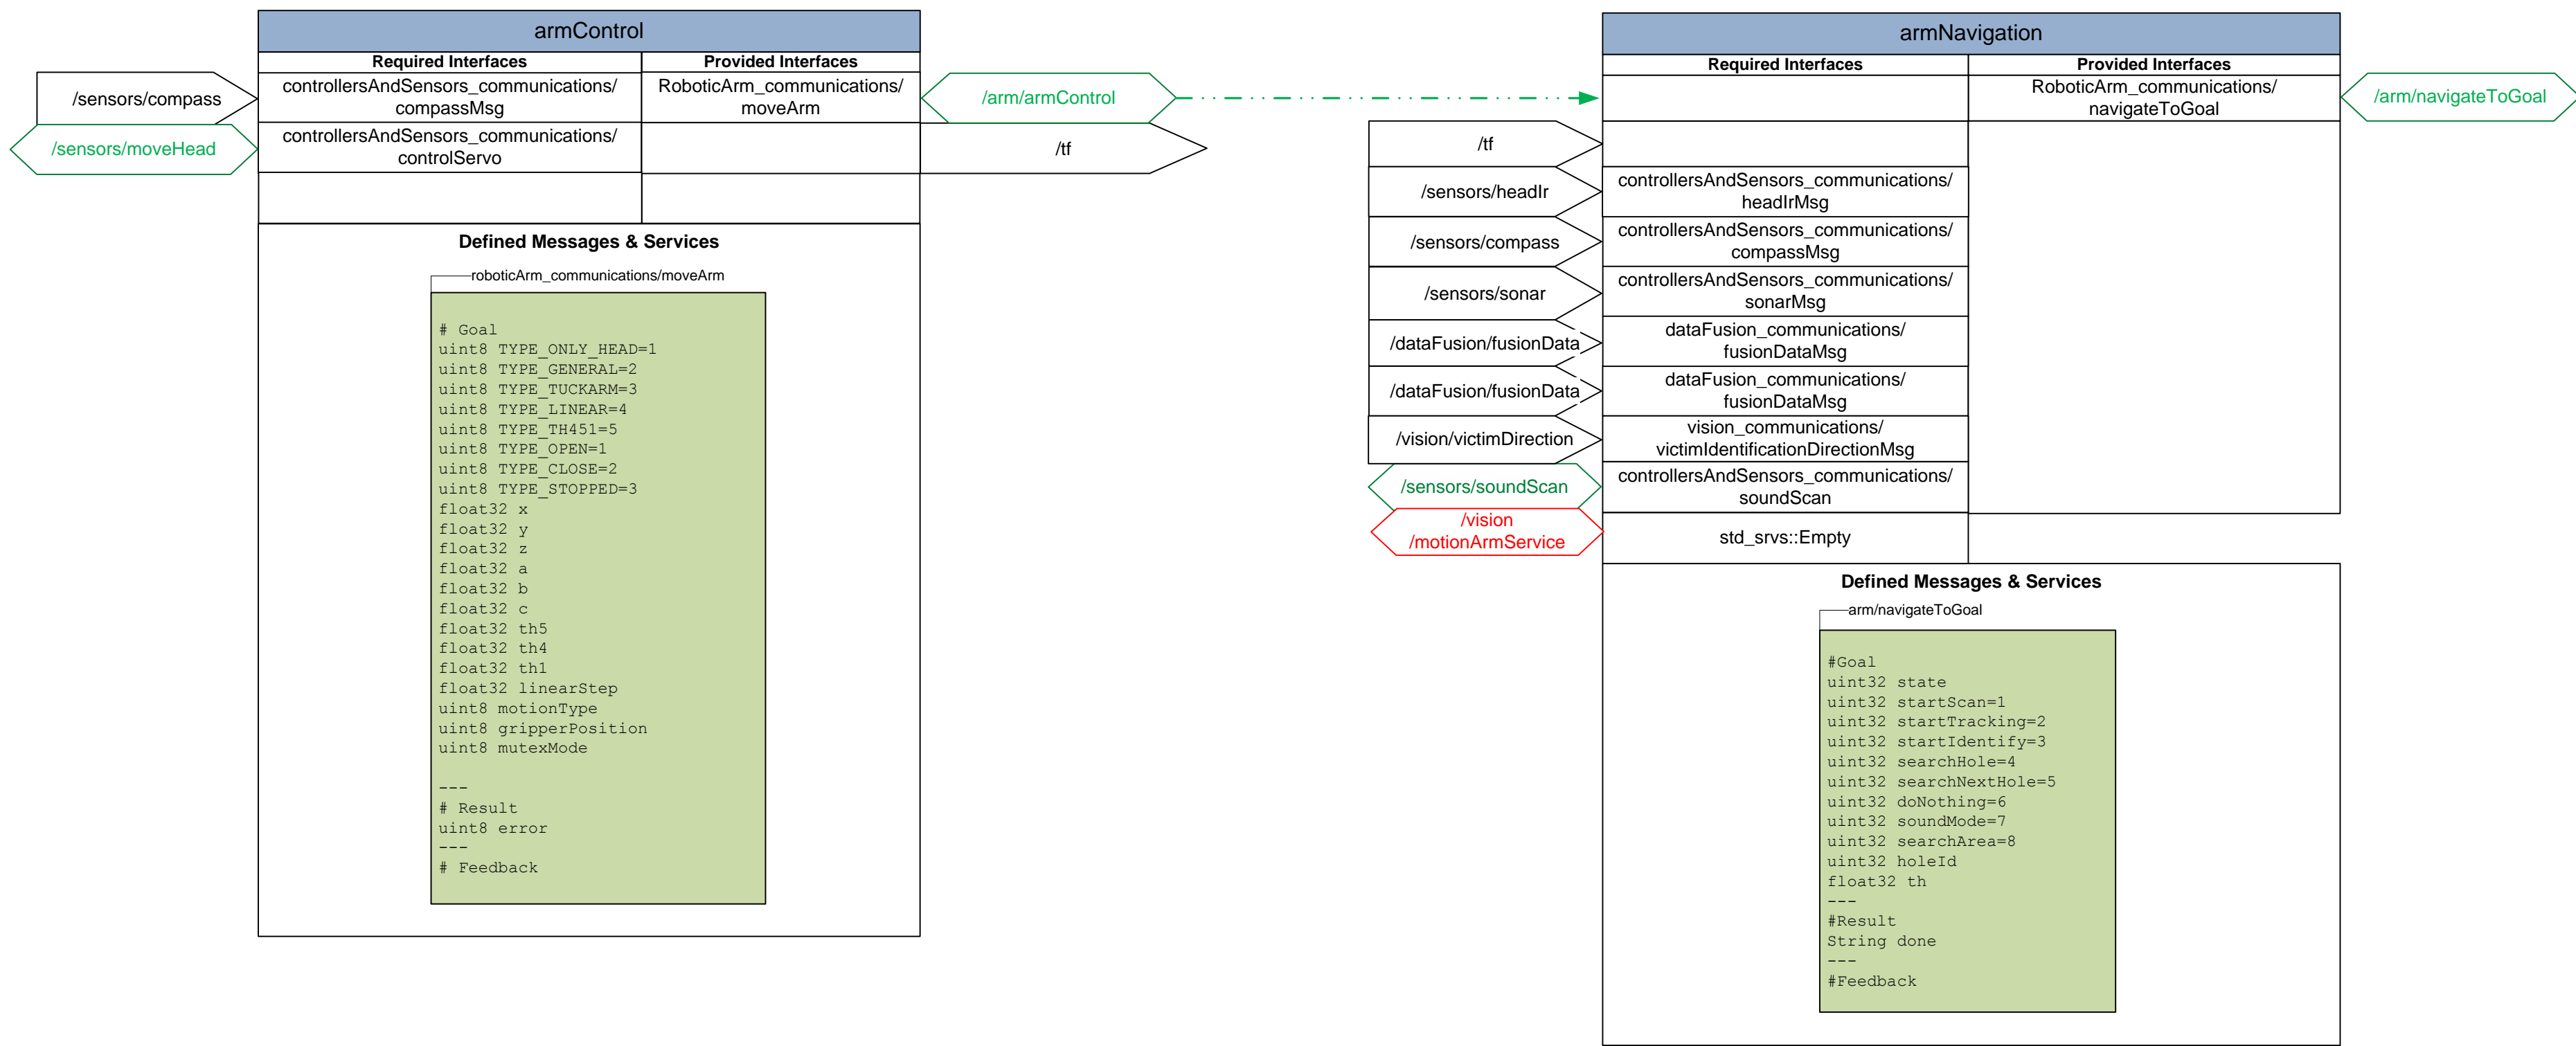 armControl
Required Interfaces
Provided Interfaces
/sensors/compass
controllersAndSensors_communications/
compassMsg
RoboticArm_communications/
moveArm
/arm/armControl
/sensors/moveHead
controllersAndSensors_communications/
controlServo
/tf
Defined Messages & Services
roboticArm_communications/moveArm
# Goal
uint8 TYPE_ONLY_HEAD=1
uint8 TYPE_GENERAL=2
uint8 TYPE_TUCKARM=3
uint8 TYPE_LINEAR=4
uint8 TYPE_TH451=5
uint8 TYPE_OPEN=1
uint8 TYPE_CLOSE=2
uint8 TYPE_STOPPED=3
float32 x
float32 y
float32 z
float32 a
float32 b
float32 c
float32 th5
float32 th4
float32 th1
float32 linearStep
uint8 motionType
uint8 gripperPosition
uint8 mutexMode
---
# Result
uint8 error
---
# Feedback
armNavigation
Required Interfaces
Provided Interfaces
RoboticArm_communications/
navigateToGoal
/arm/navigateToGoal
/tf
/sensors/headIr
controllersAndSensors_communications/
headIrMsg
/sensors/compass
controllersAndSensors_communications/
compassMsg
/sensors/sonar
controllersAndSensors_communications/
sonarMsg
/dataFusion/fusionData
dataFusion_communications/
fusionDataMsg
/dataFusion/fusionData
dataFusion_communications/
fusionDataMsg
/vision/victimDirection
vision_communications/
victimIdentificationDirectionMsg
/sensors/soundScan
controllersAndSensors_communications/
soundScan
/vision
/motionArmService
std_srvs::Empty
Defined Messages & Services
arm/navigateToGoal
#Goal
uint32 state
uint32 startScan=1
uint32 startTracking=2
uint32 startIdentify=3
uint32 searchHole=4
uint32 searchNextHole=5
uint32 doNothing=6
uint32 soundMode=7
uint32 searchArea=8
uint32 holeId
float32 th
---
#Result
String done
---
#Feedback